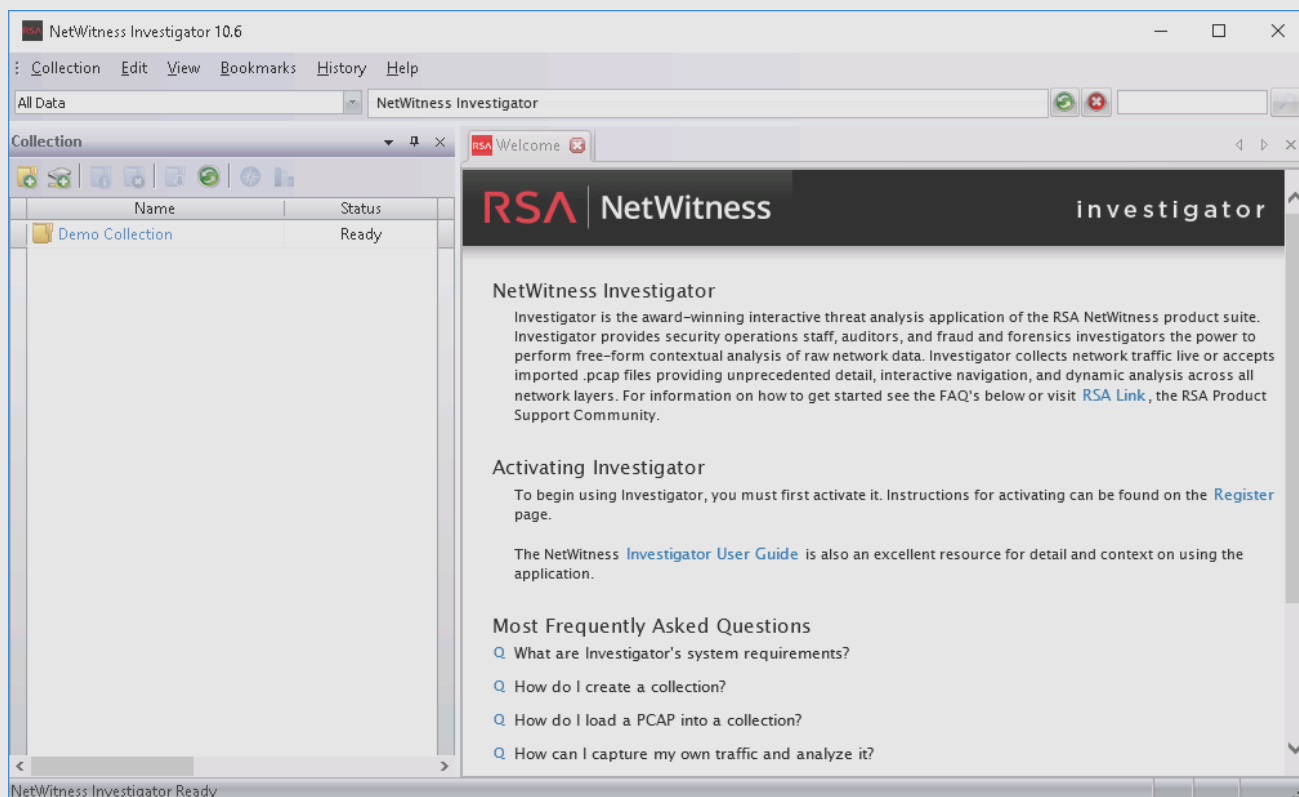 RSA NetWitness Investigator 10.6
Collection Edit View Bookmarks History Help
All Data NetWitness Investigator
Collection
RSA Welcome
Name Status
Demo Collection Ready
RSA NetWitness investigator
NetWitness Investigator
Investigator is the award-winning interactive threat analysis application of the RSA NetWitness product suite.
Investigator provides security operations staff, auditors, and fraud and forensics investigators the power to
perform free-form contextual analysis of raw network data. Investigator collects network traffic live or accepts
imported .pcap files providing unprecedented detail, interactive navigation, and dynamic analysis across all
network layers. For information on how to get started see the FAQ's below or visit RSA Link , the RSA Product
Support Community.
Activating Investigator
To begin using Investigator, you must first activate it. Instructions for activating can be found on the Register
page.
The NetWitness Investigator User Guide is also an excellent resource for detail and context on using the
application.
Most Frequently Asked Questions
Q What are Investigator's system requirements?
Q How do I create a collection?
Q How do I load a PCAP into a collection?
Q How can I capture my own traffic and analyze it?
NetWitness Investigator Ready